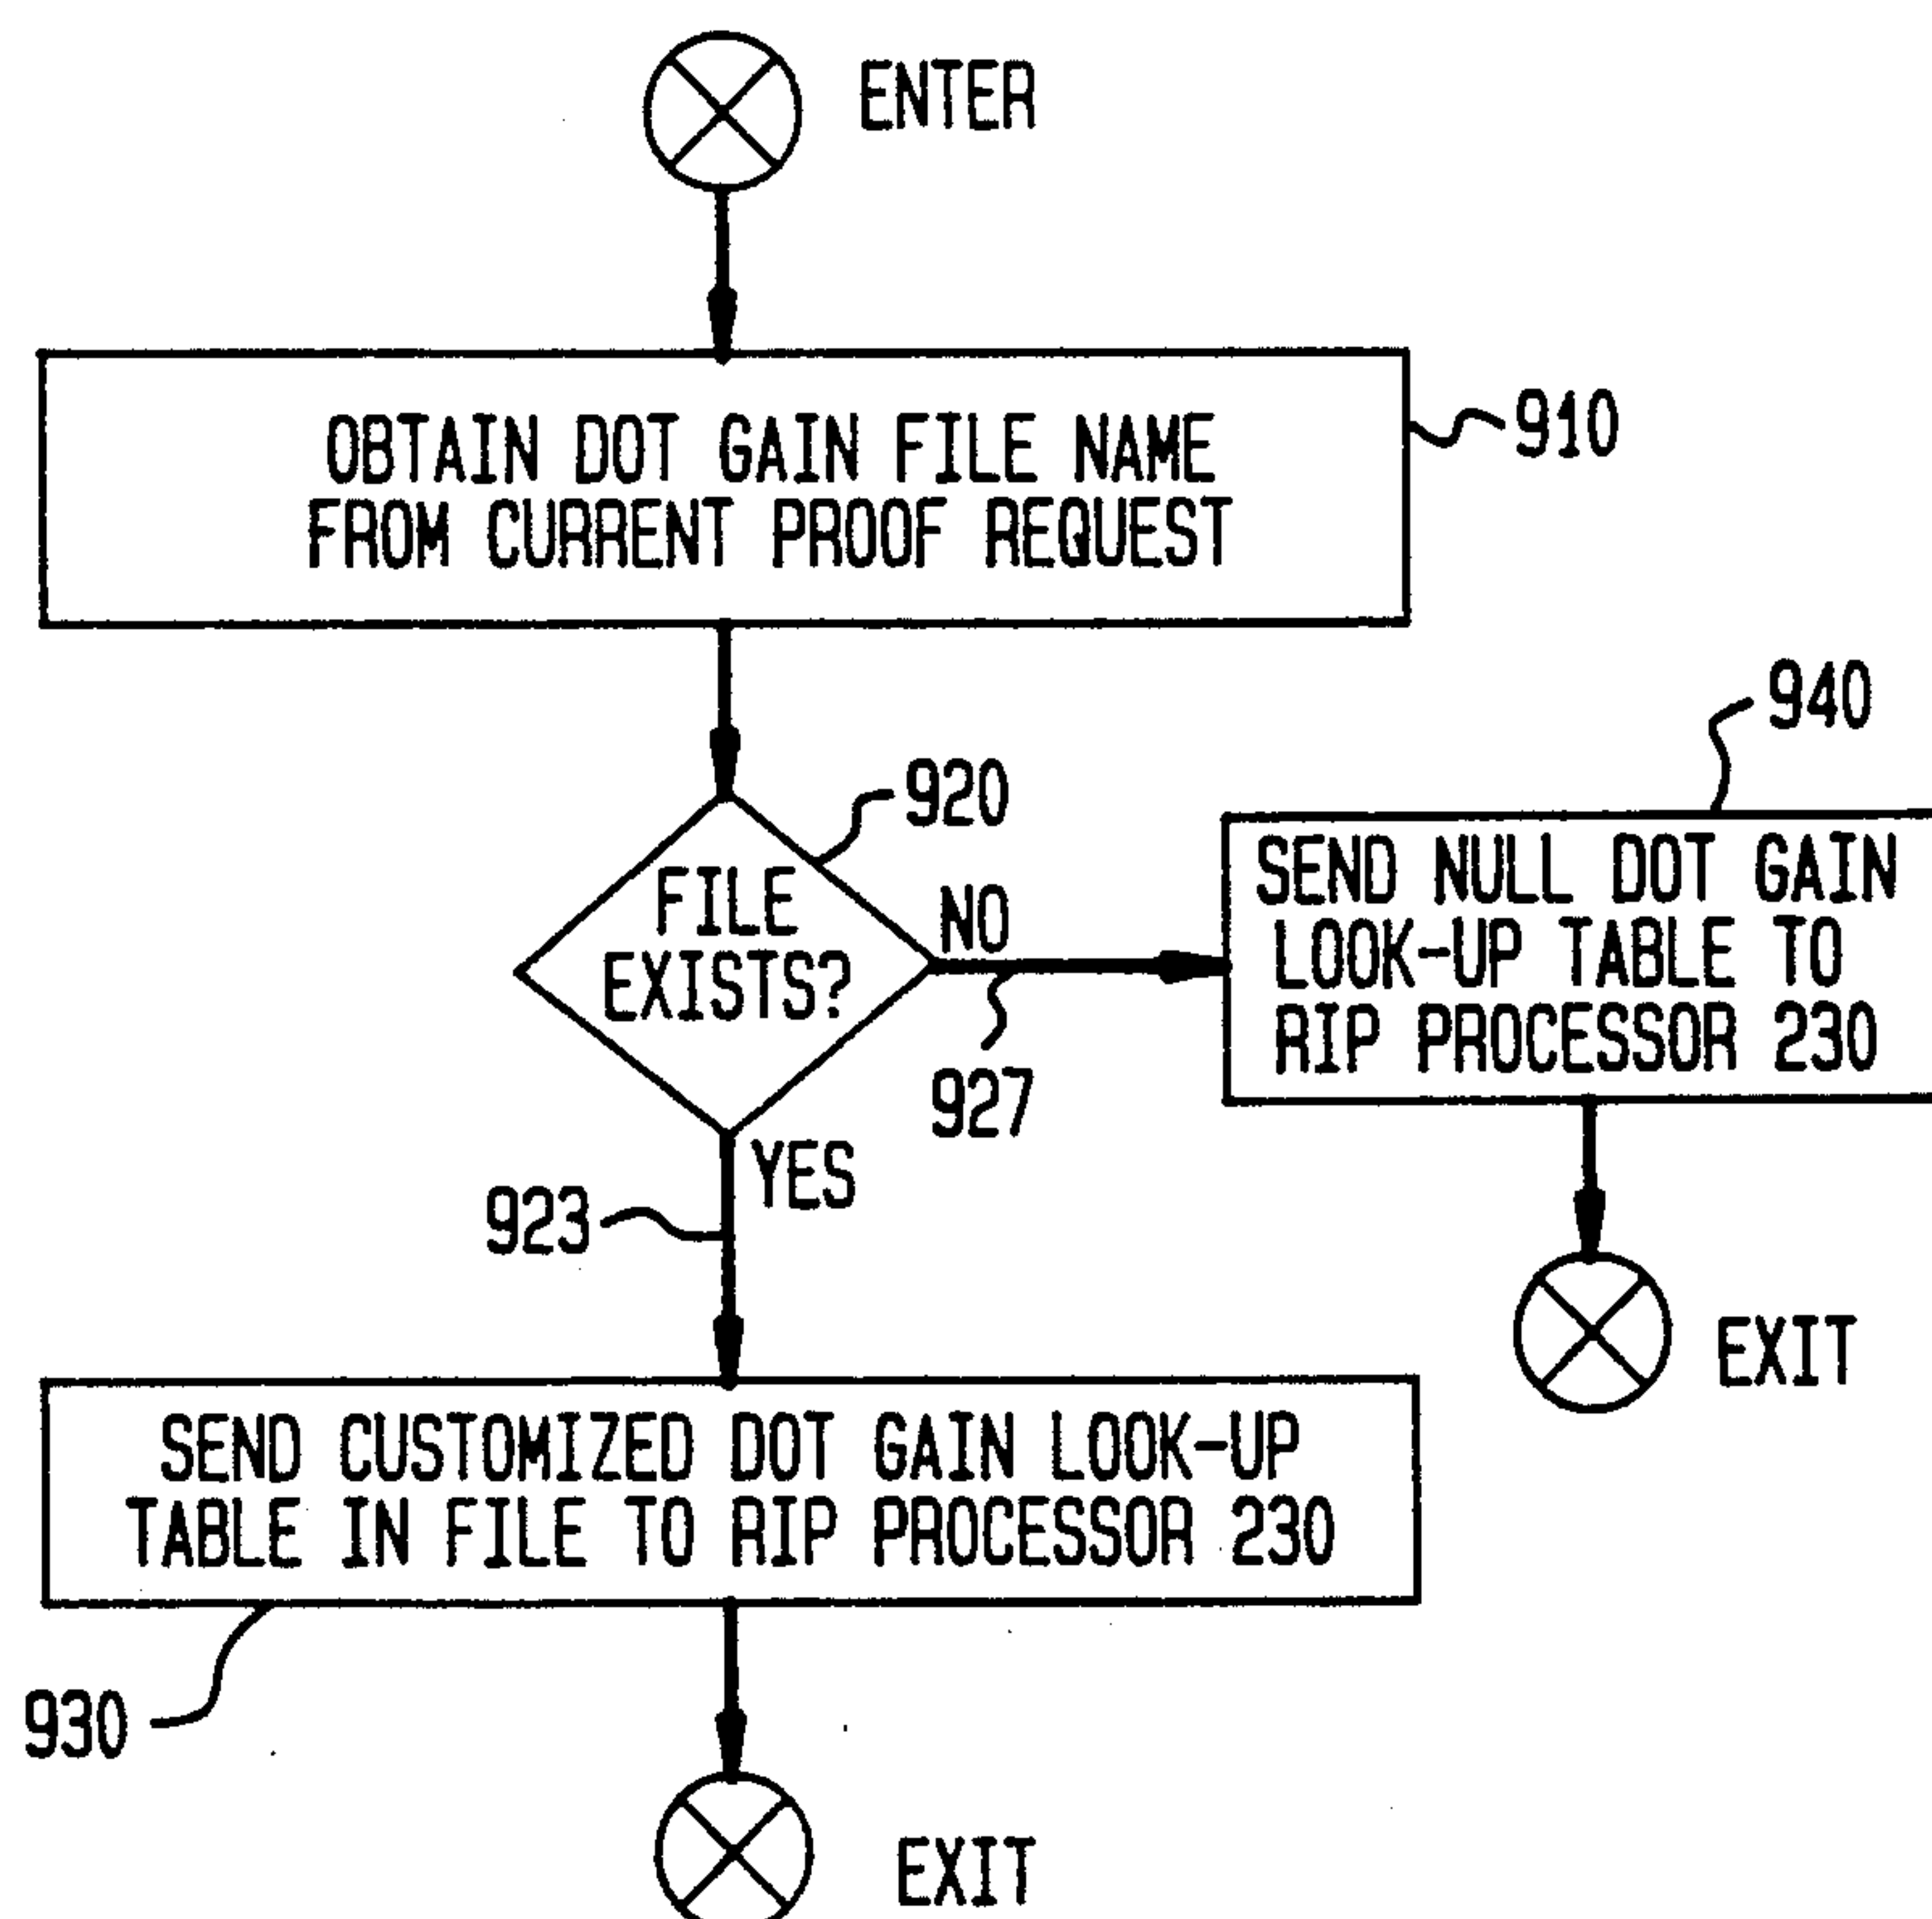 ENTER
OBTAIN DOT GAIN FILE NAME
FROM CURRENT PROOF REQUEST
910
940
920
FILE
EXISTS?
NO
927
SEND NULL DOT GAIN
LOOK-UP TABLE TO
RIP PROCESSOR 230
YES
923
EXIT
SEND CUSTOMIZED DOT GAIN LOOK-UP
TABLE IN FILE TO RIP PROCESSOR 230
930
EXIT